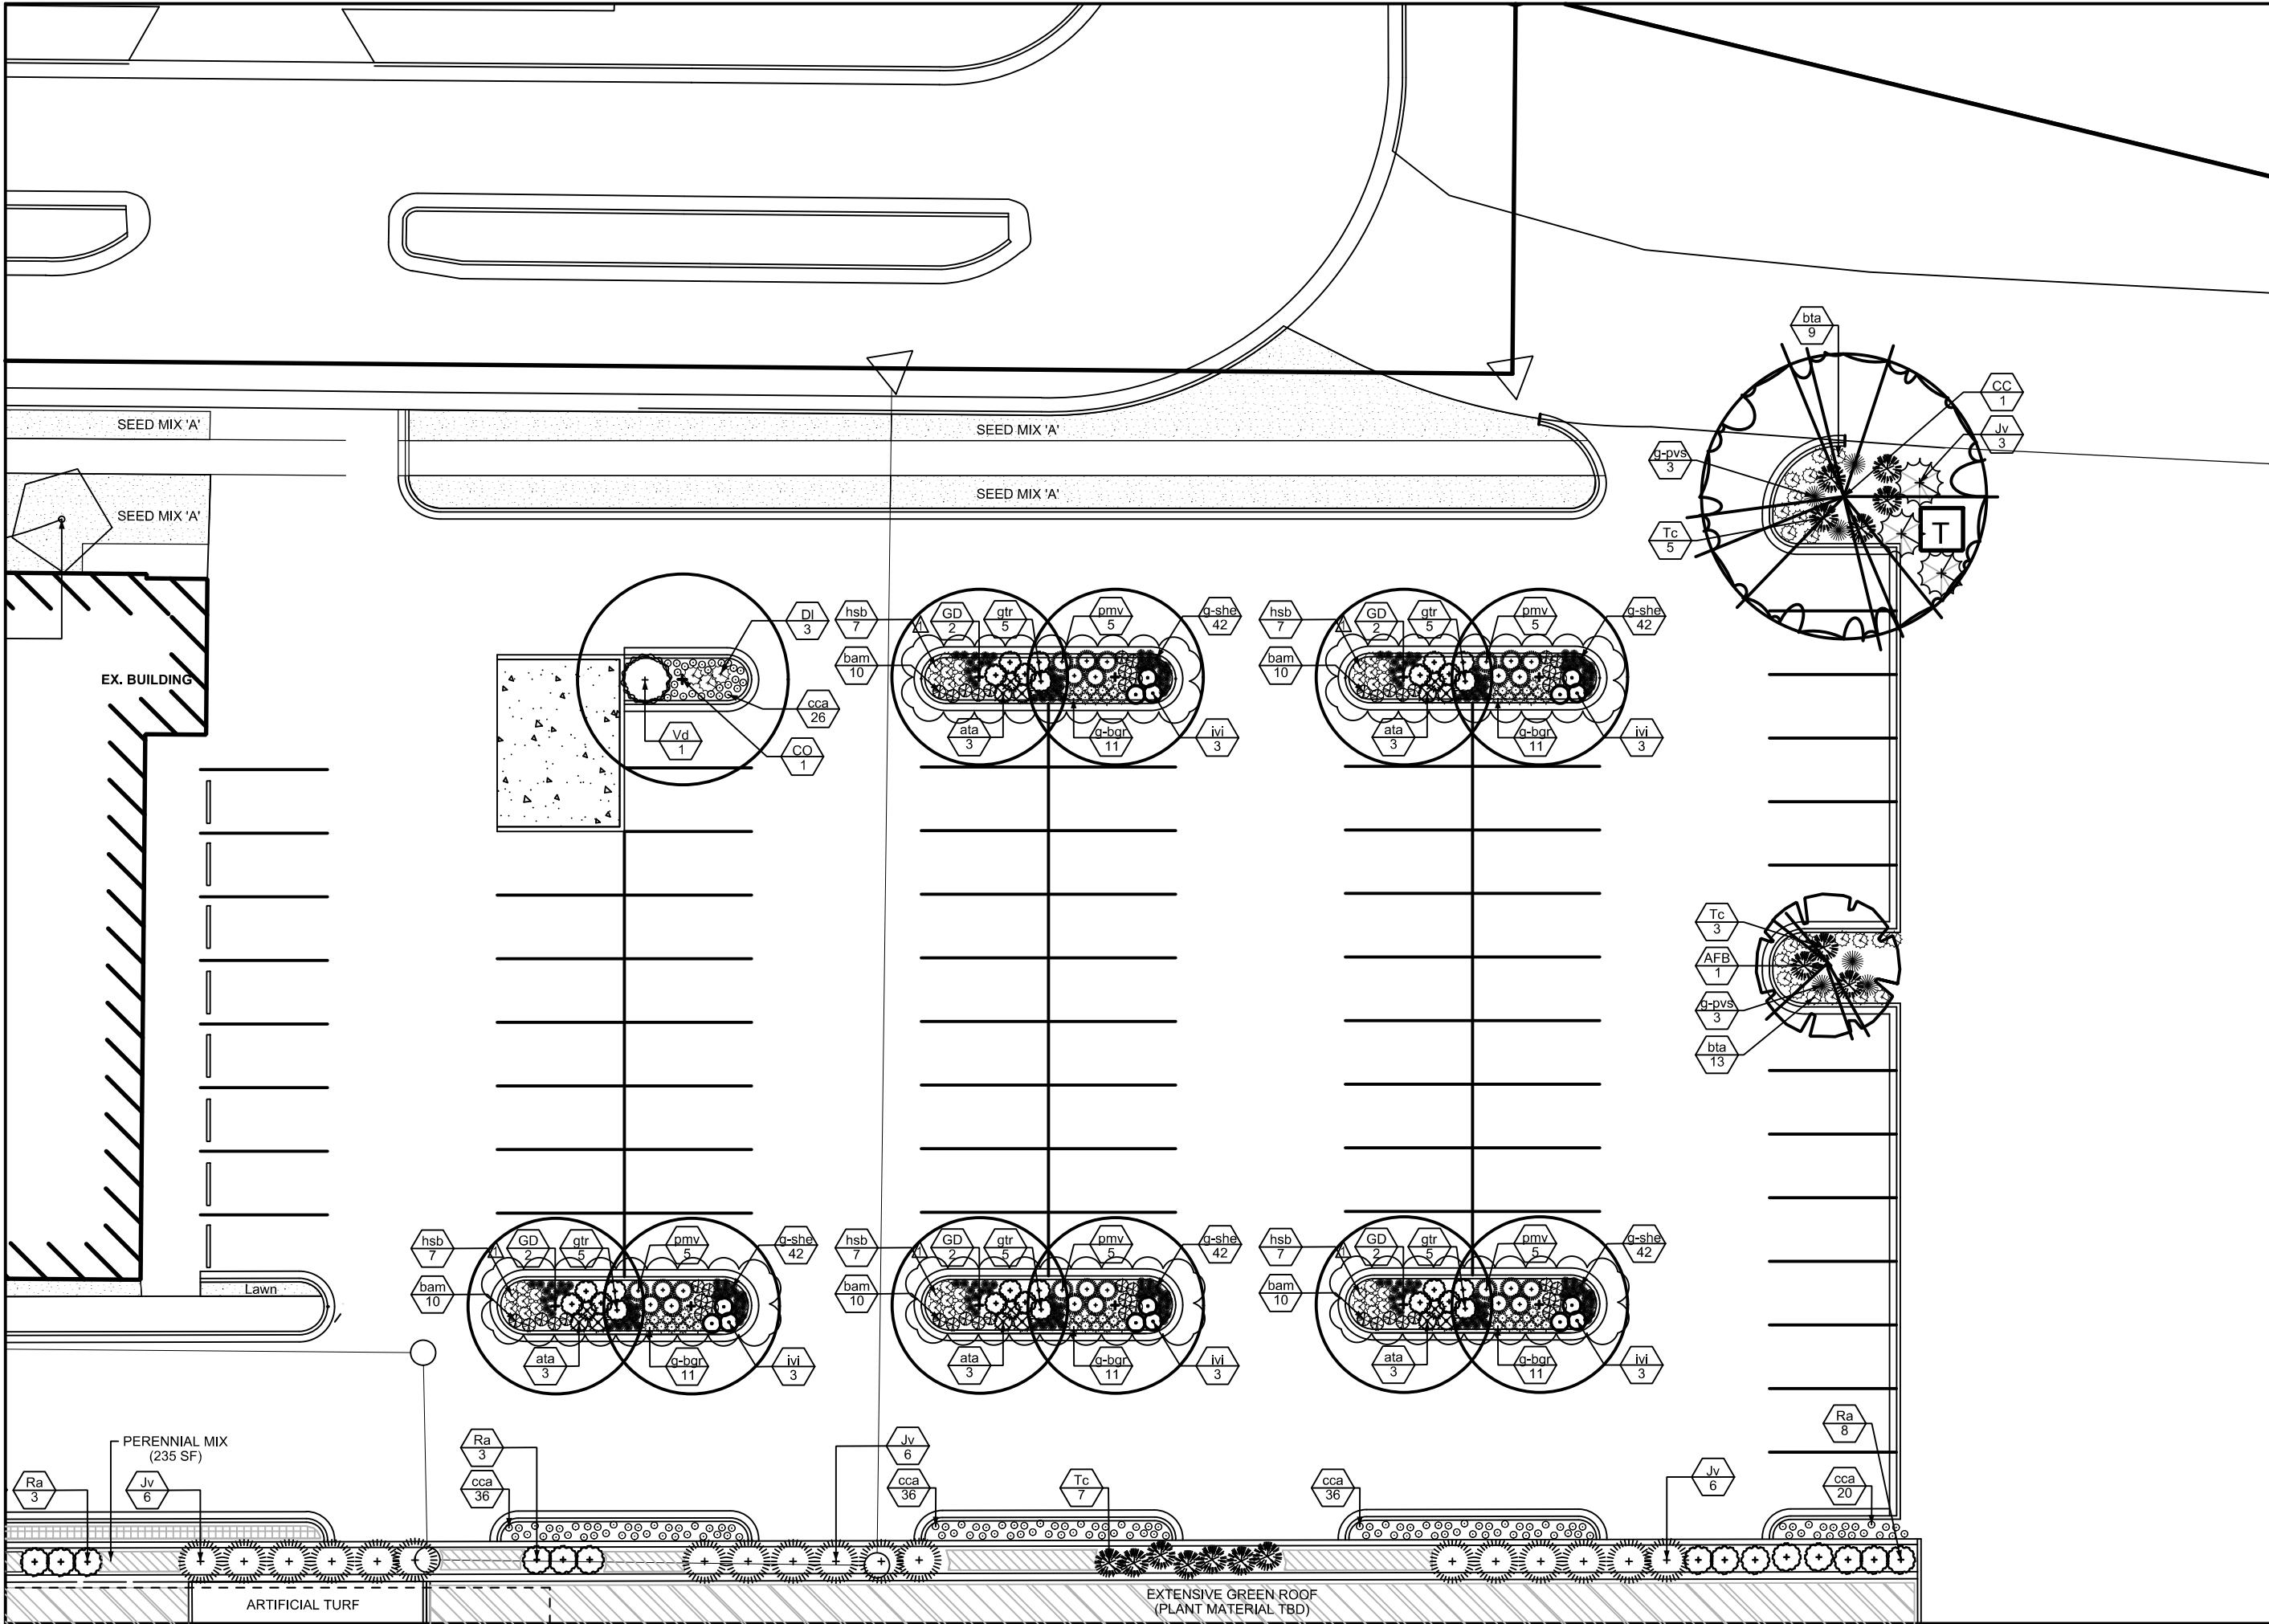 bta
9
CC
1
SEED MIX 'A'
SEED MIX 'A'
Jv
3
g-pvs
3
SEED MIX 'A'
SEED MIX 'A'
Tc
5
T
hsb
7
1
GD
2
gtr
5
pmv
5
g-she
42
hsb
7
1
GD
2
gtr
5
pmv
5
g-she
42
DI
3
EX. BUILDING
bam
10
bam
10
cca
26
Vd
1
CO
1
ata
3
g-bgr
11
ivi
3
ata
3
g-bgr
11
ivi
3
Tc
3
AFB
1
g-pvs
3
bta
13
hsb
7
1
GD
2
gtr
5
pmv
5
g-she
42
hsb
7
1
GD
2
gtr
5
pmv
5
g-she
42
hsb
7
1
GD
2
gtr
5
pmv
5
g-she
42
Lawn
bam
10
bam
10
bam
10
ata
3
g-bgr
11
ivi
3
ata
3
g-bgr
11
ivi
3
ata
3
g-bgr
11
ivi
3
PERENNIAL MIX
(235 SF)
Ra
3
Jv
6
Ra
8
Ra
3
Jv
6
cca
36
cca
36
Tc
7
cca
36
Jv
6
cca
20
ARTIFICIAL TURF
EXTENSIVE GREEN ROOF
(PLANT MATERIAL TBD)